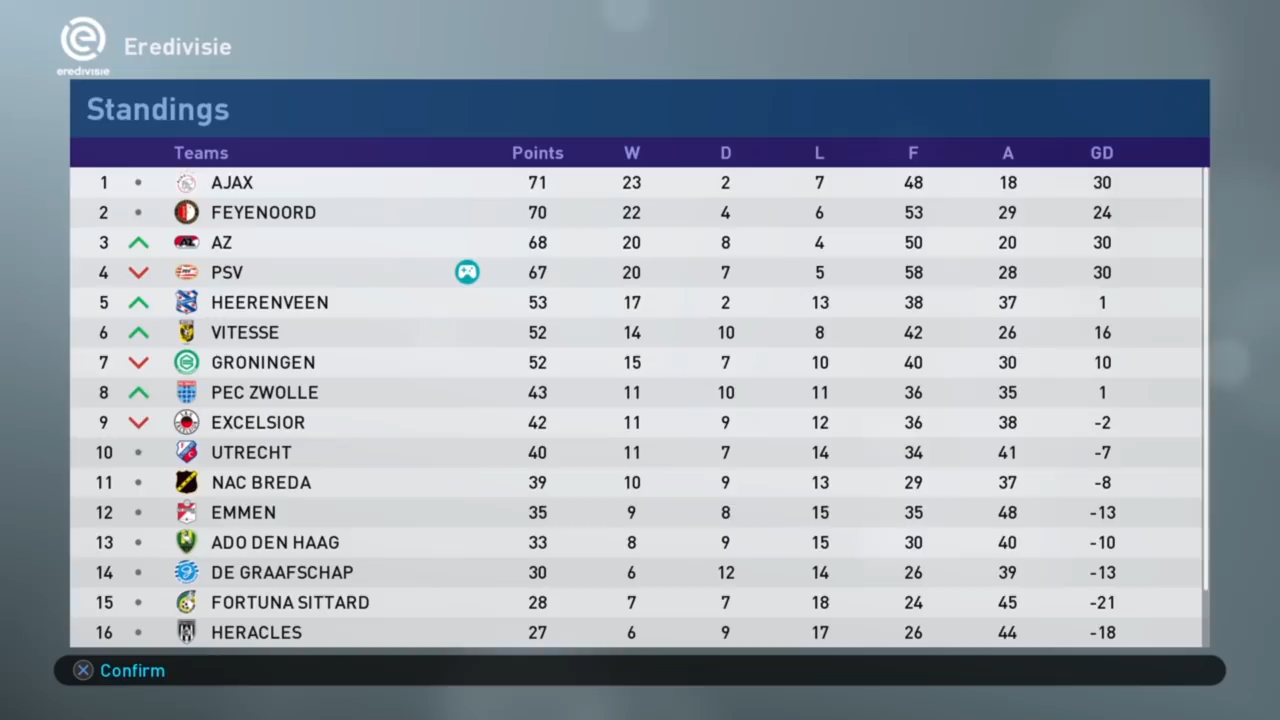 Eredivisie
eredivisie
Standings
Teams Points W D L F A GD
1 AJAX 71 23 2 7 48 18 30
2 FEYENOORD 70 22 4 6 53 29 24
3 AZ 68 20 8 4 50 20 30
4 PSV 67 20 7 5 58 28 30
5 HEERENVEEN 53 17 2 13 38 37 1
6 VITESSE 52 14 10 8 42 26 16
7 GRONINGEN 52 15 7 10 40 30 10
8 PEC ZWOLLE 43 11 10 11 36 35 1
9 EXCELSIOR 42 11 9 12 36 38 -2
10 UTRECHT 40 11 7 14 34 41 -7
11 NAC BREDA 39 10 9 13 29 37 -8
12 EMMEN 35 9 8 15 35 48 -13
13 ADO DEN HAAG 33 8 9 15 30 40 -10
14 DE GRAAFSCHAP 30 6 12 14 26 39 -13
15 FORTUNA SITTARD 28 7 7 18 24 45 -21
16 HERACLES 27 6 9 17 26 44 -18
Confirm